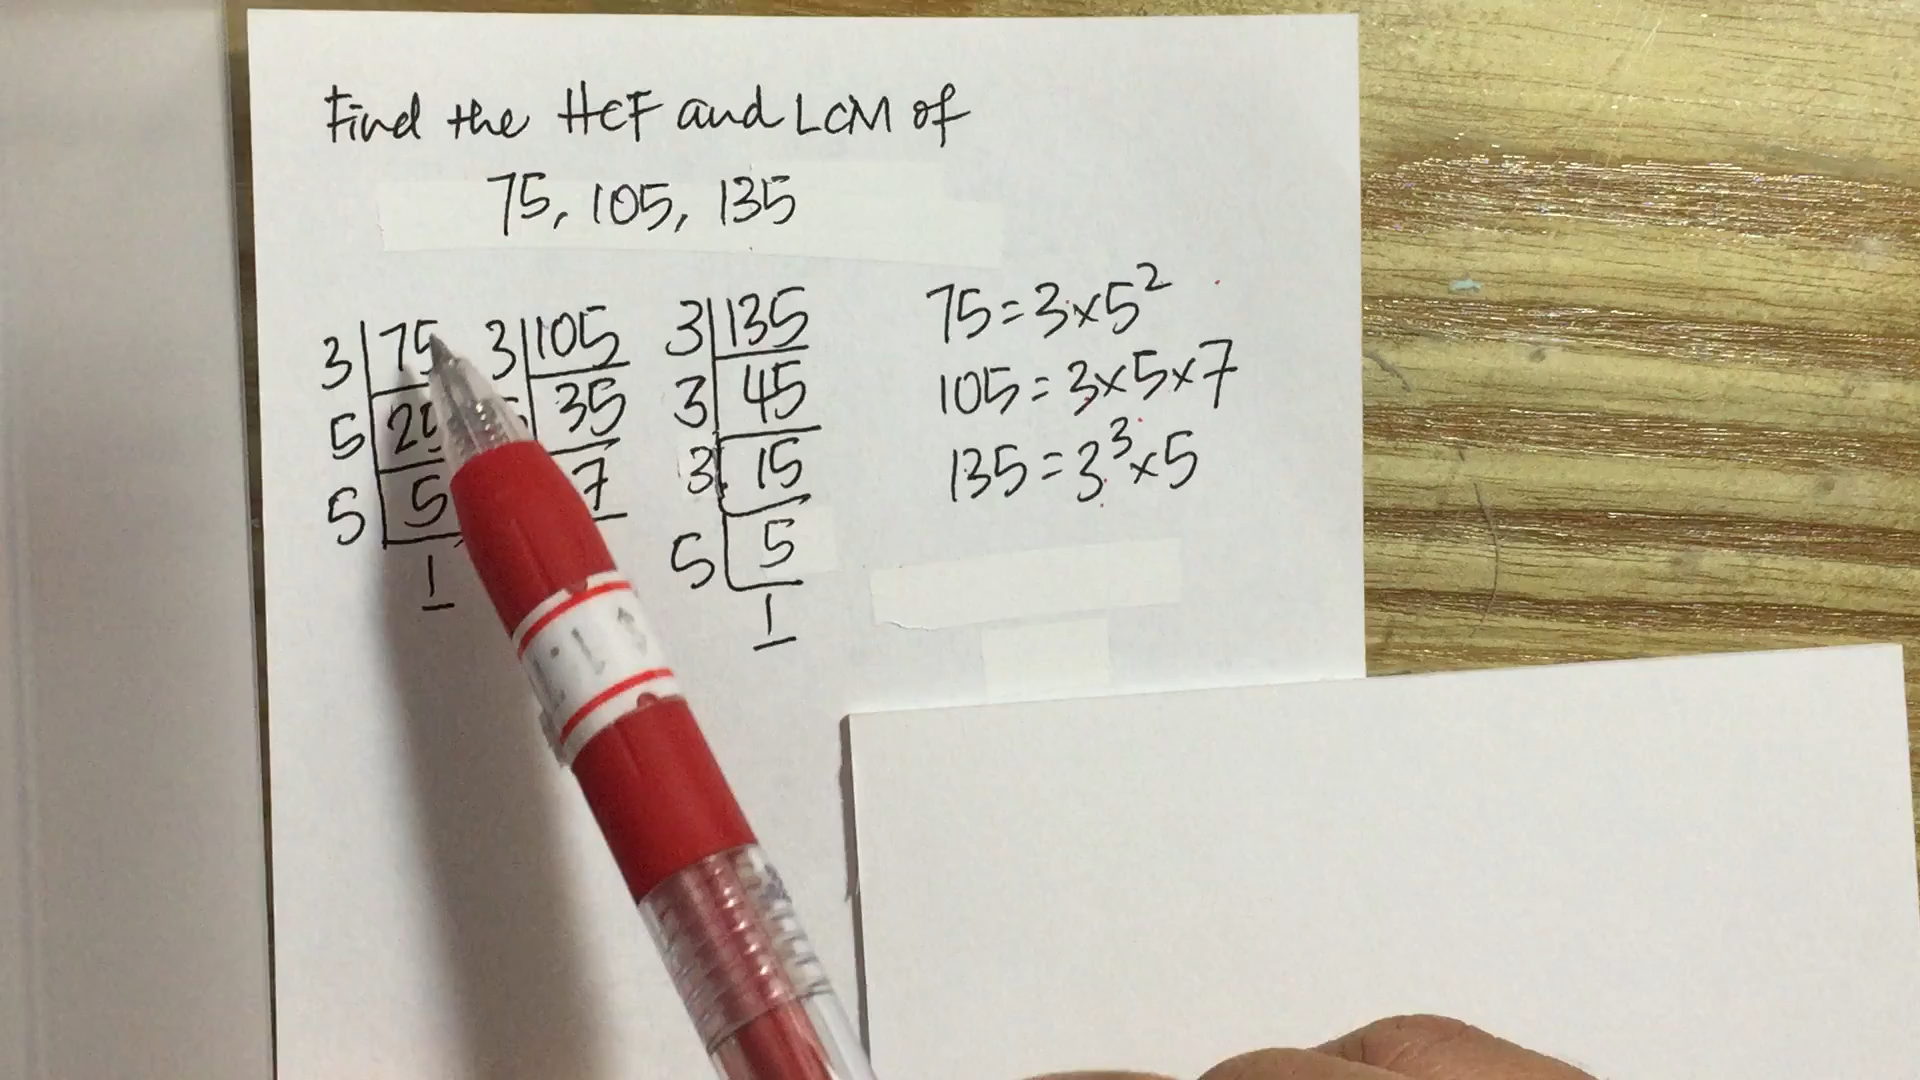 Find the HCF and LCM of
75, 105, 135
3 75 3 105 3 135
5 25 35 3 45
5 5 7 3 15
1 5 5
1
75 = 3 × 5²
105 = 3 × 5 × 7
135 = 3³ × 5